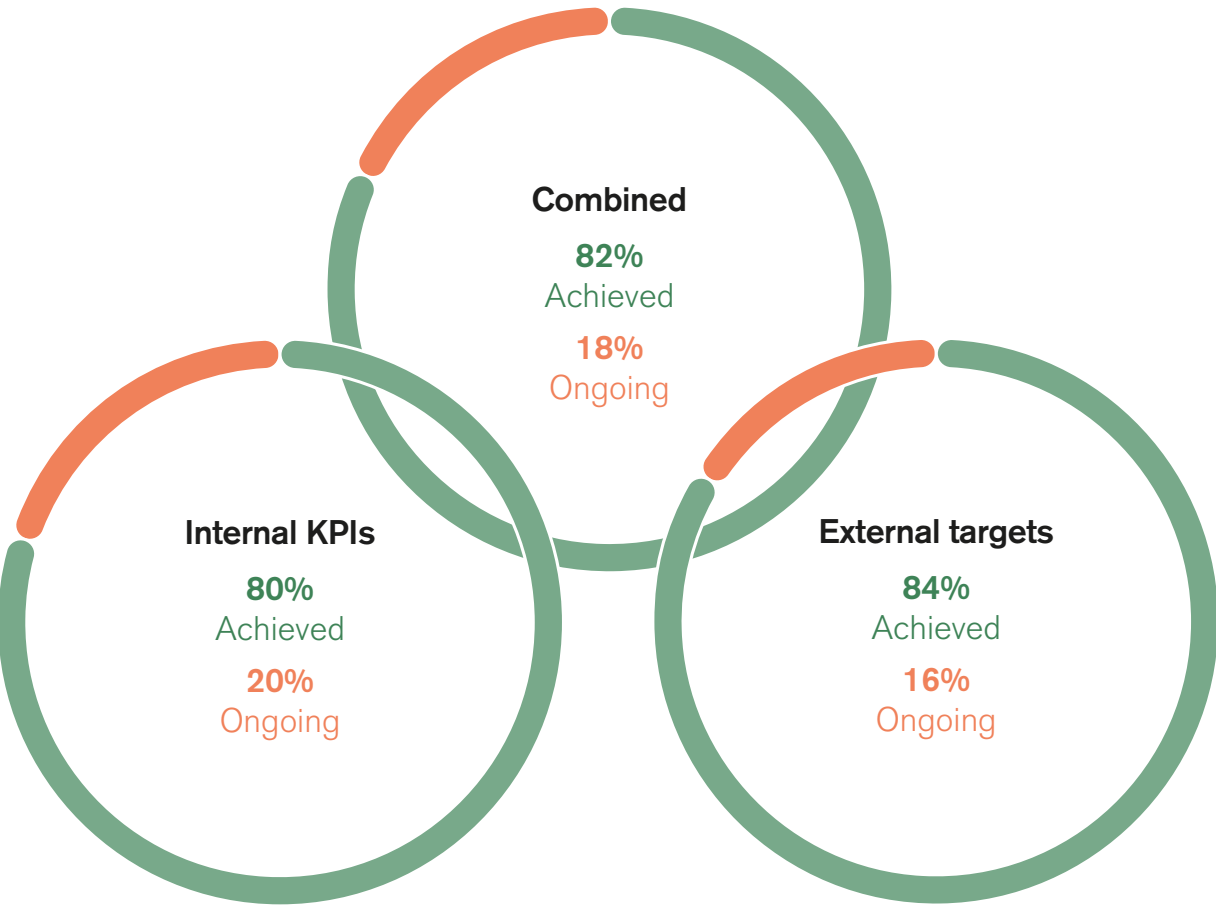 Combined
82%
Achieved
18%
Ongoing
Internal KPIs
80%
Achieved
20%
Ongoing
External targets
84%
Achieved
16%
Ongoing